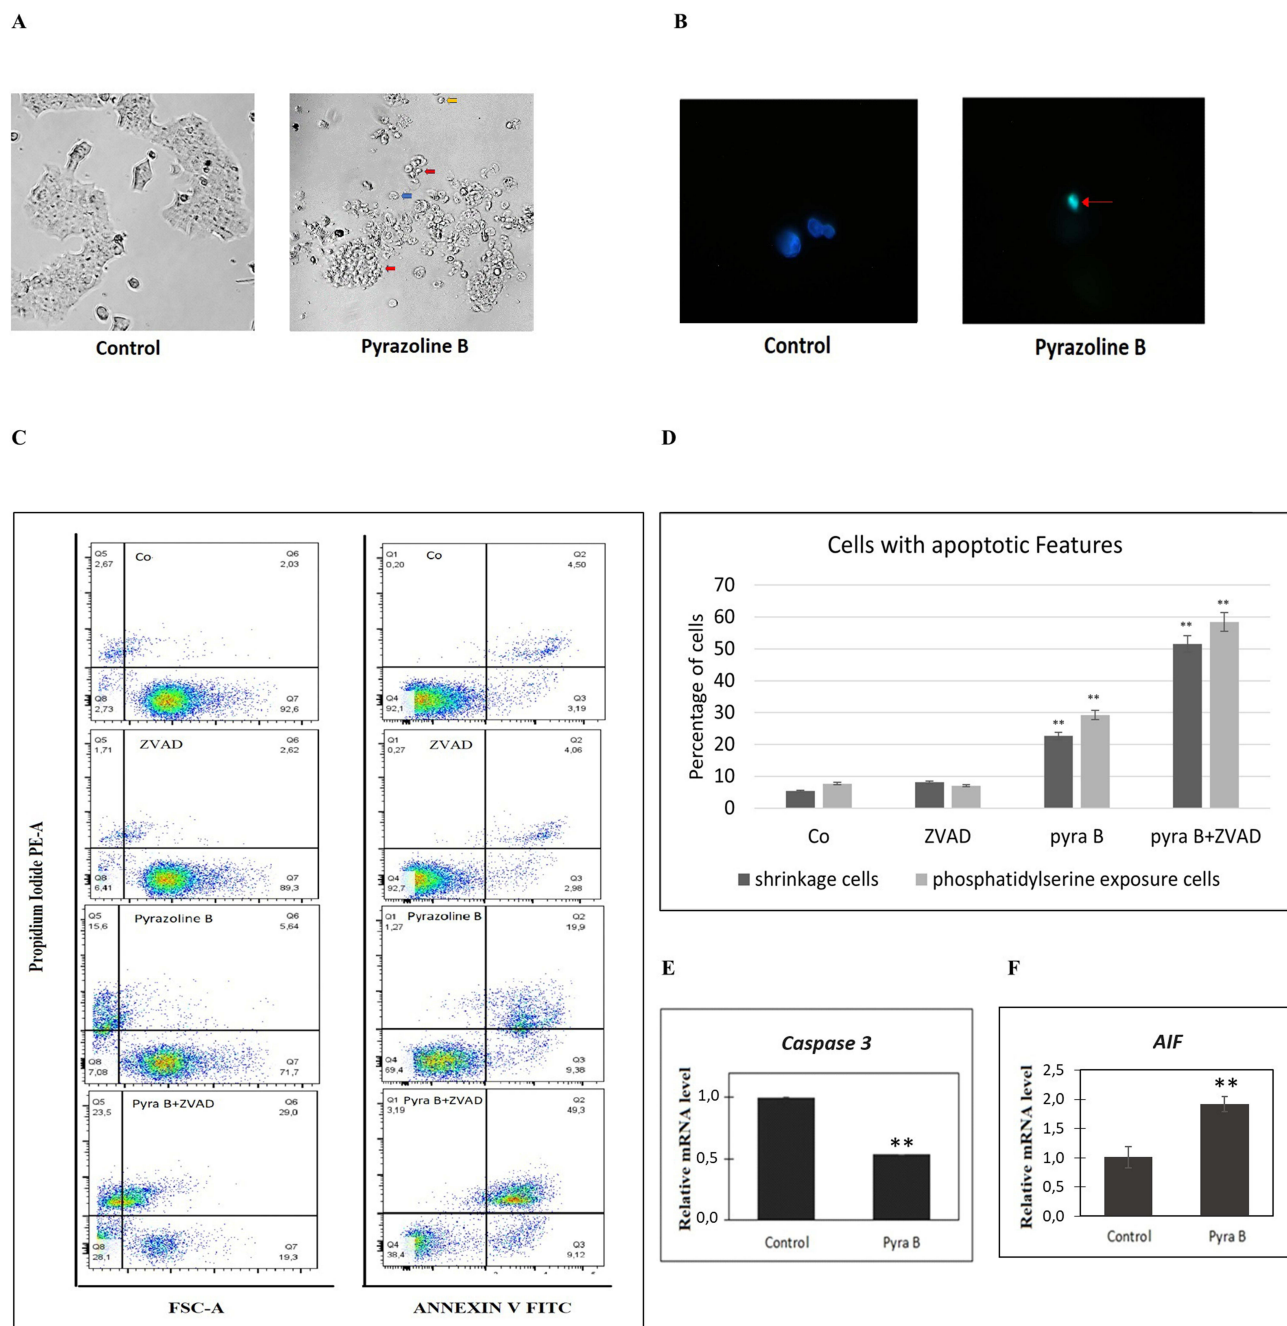 A
B
Control
Pyrazoline B
Control
Pyrazoline B
C
D
Propidium Iodide PE-A
Q5
2,67
Co
Q6
2,03
Q8
2,73
Q7
92,6
Q1
0,20
Co
Q2
4,50
Q4
92,1
Q3
3,19
Q5
1,71
ZVAD
Q6
2,62
Q8
6,41
Q7
89,3
Q1
0,27
ZVAD
Q2
4,06
Q4
92,7
Q3
2,98
Q5
15,6
Pyrazoline B
Q6
5,64
Q8
7,08
Q7
71,7
Q1
1,27
Pyrazoline B
Q2
19,9
Q4
69,4
Q3
9,38
Q5
23,5
Pyra B+ZVAD
Q6
29,0
Q8
28,1
Q7
19,3
Q1
3,19
Pyra B+ZVAD
Q2
49,3
Q4
38,4
Q3
9,12
FSC-A
ANNEXIN V FITC
Cells with apoptotic Features
Percentage of cells
70
60
50
40
30
20
10
0
**
**
**
**
Co
ZVAD
pyra B
pyra B+ZVAD
shrinkage cells
phosphatidylserine exposure cells
E
F
Caspase 3
Relative mRNA level
1,0
0,5
0,0
**
Control
Pyra B
AIF
Relative mRNA level
2,5
2,0
1,5
1,0
0,5
0,0
**
Control
Pyra B